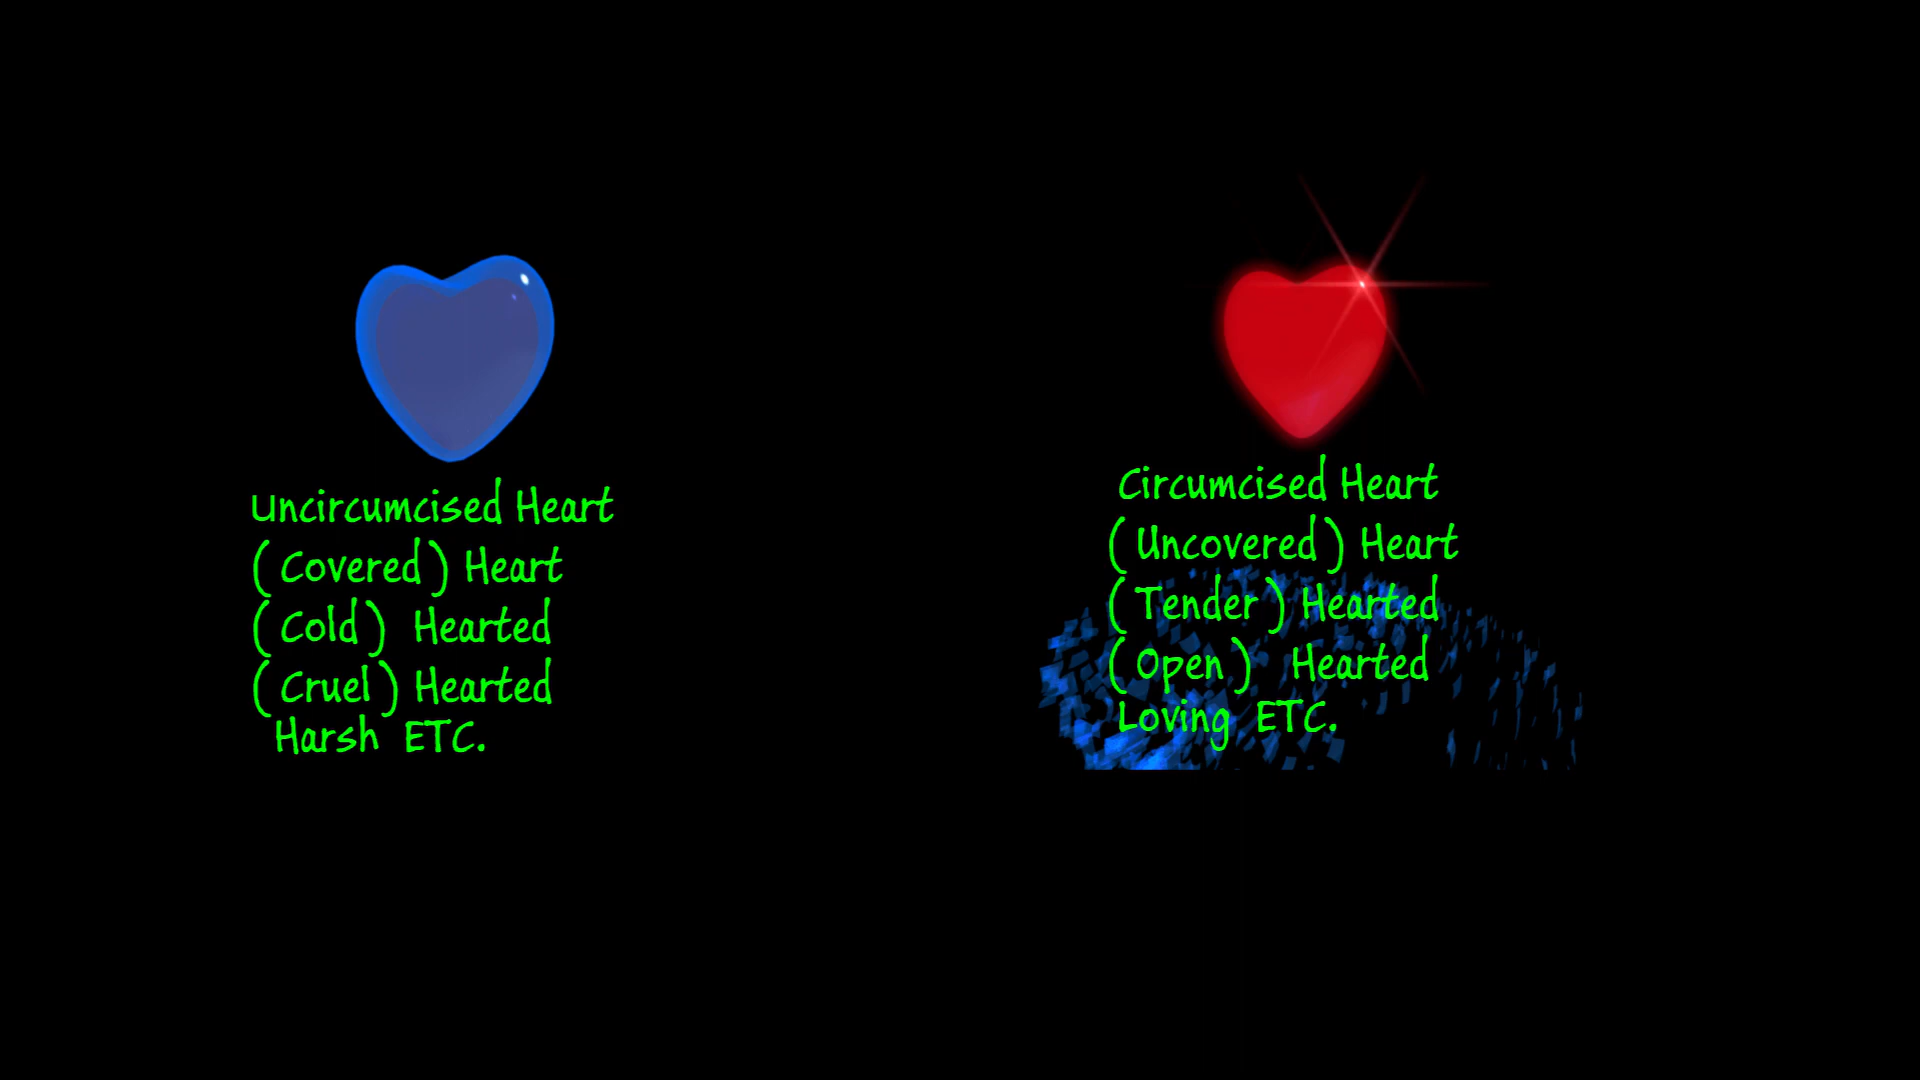 Uncircumcised Heart
( Covered ) Heart
( Cold ) Hearted
( Cruel ) Hearted
Harsh ETC.
Circumcised Heart
( Uncovered ) Heart
( Tender ) Hearted
( Open ) Hearted
Loving ETC.